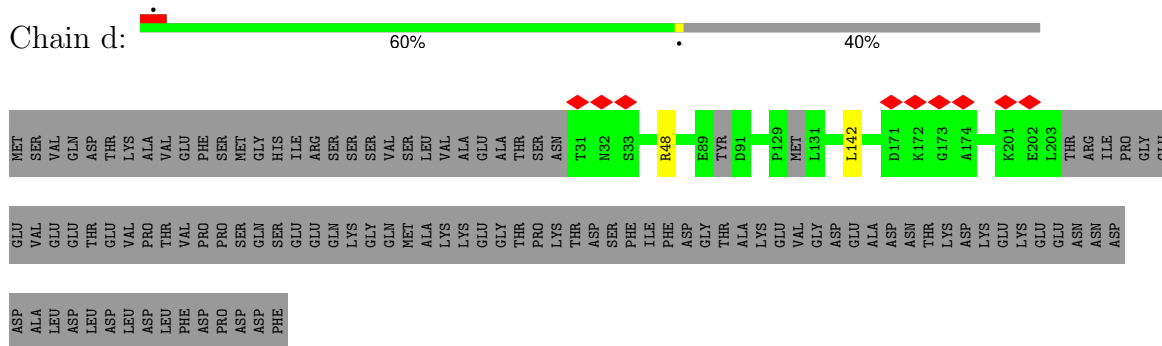 Chain d:
60%
40%
MET SER VAL GLN ASP THR LYS ALA VAL GLU PHE SER MET GLY HIS ILE ARG SER SER SER VAL SER LEU VAL ALA GLU ALA THR SER ASN T31 N32 S33 R48 E89 TYR D91 P129 MET L131 L142 D171 K172 G173 A174 K201 E202 L203 THR ARG ILE PRO GLY
GLU VAL GLU GLU THR GLU VAL PRO THR VAL PRO PRO SER GLN SER GLU GLU GLN LYS GLY GLN MET ALA LYS LYS GLU GLY THR PRO LYS THR ASP SER PHE ILE PHE ASP GLY THR ALA LYS GLU VAL GLY ASP GLU ALA ASP ASN THR LYS ASP LYS GLU LYS GLU GLU ASN ASN ASP
ASP ALA LEU ASP LEU ASP LEU ASP LEU PHE ASP PRO ASP ASP PHE